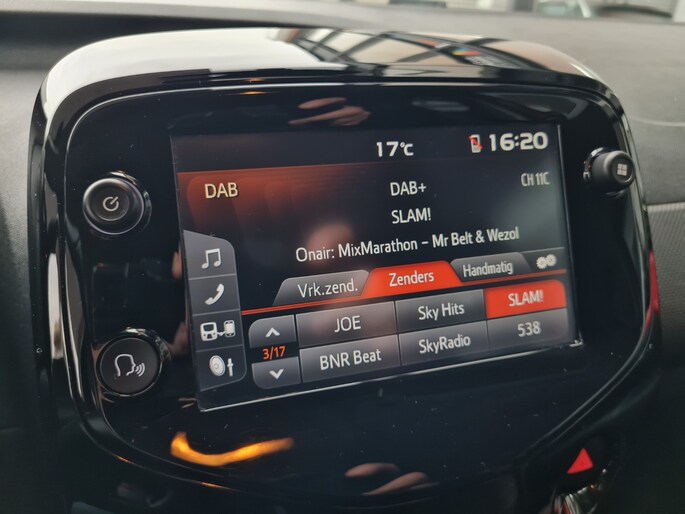 17°C 16:20
DAB DAB+ CH 11C
SLAM!
Onair: MixMarathon - Mr Belt & Wezol
Vrk.zend. Zenders Handmatig
JOE Sky Hits SLAM!
3/17
BNR Beat SkyRadio 538